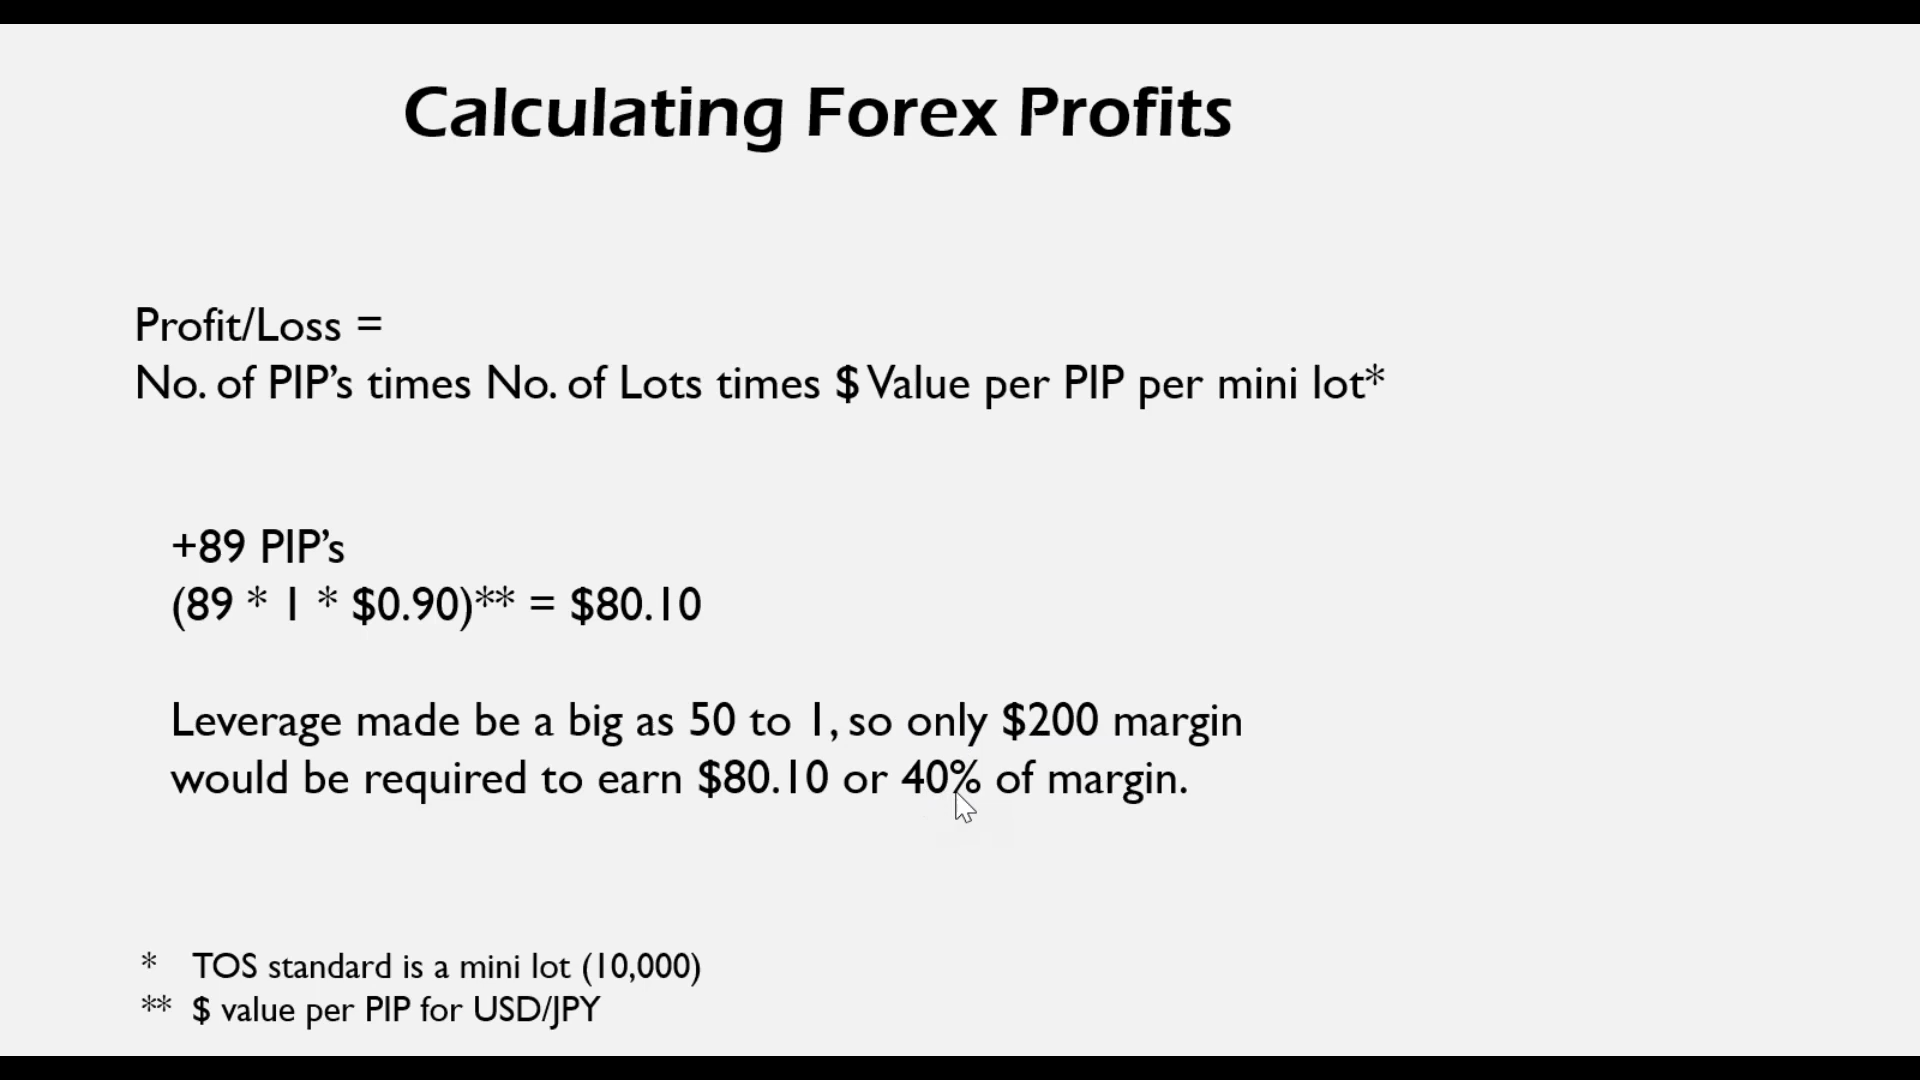 Calculating Forex Profits
Profit/Loss =
No. of PIP’s times No. of Lots times $ Value per PIP per mini lot*
+89 PIP’s
(89 * 1 * $0.90)** = $80.10
Leverage made be a big as 50 to 1, so only $200 margin
would be required to earn $80.10 or 40% of margin.
* TOS standard is a mini lot (10,000)
** $ value per PIP for USD/JPY